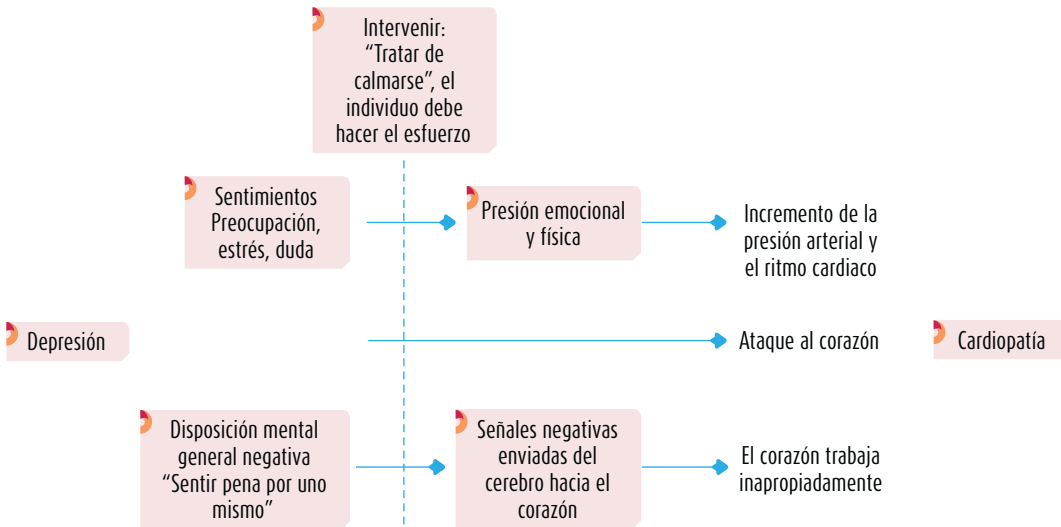 Intervenir:
“Tratar de
calmarse”, el
individuo debe
hacer el esfuerzo
Sentimientos
Preocupación,
estrés, duda
Presión emocional
y física
Incremento de la
presión arterial y
el ritmo cardiaco
Depresión
Ataque al corazón
Cardiopatía
Disposición mental
general negativa
“Sentir pena por uno
mismo”
Señales negativas
enviadas del
cerebro hacia el
corazón
El corazón trabaja
inapropiadamente